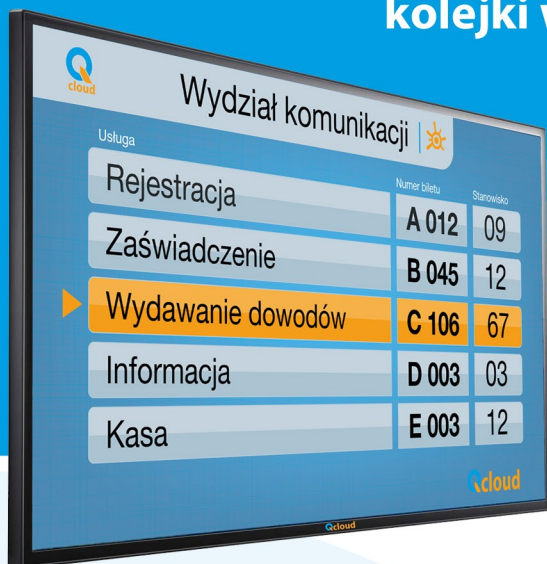 kolejki w
Q
cloud
Wydział komunikacji
Usługa Numer biletu Stanowisko
Rejestracja A 012 09
Zaświadczenie B 045 12
Wydawanie dowodów C 106 67
Informacja D 003 03
Kasa E 003 12
Qcloud
Qcloud